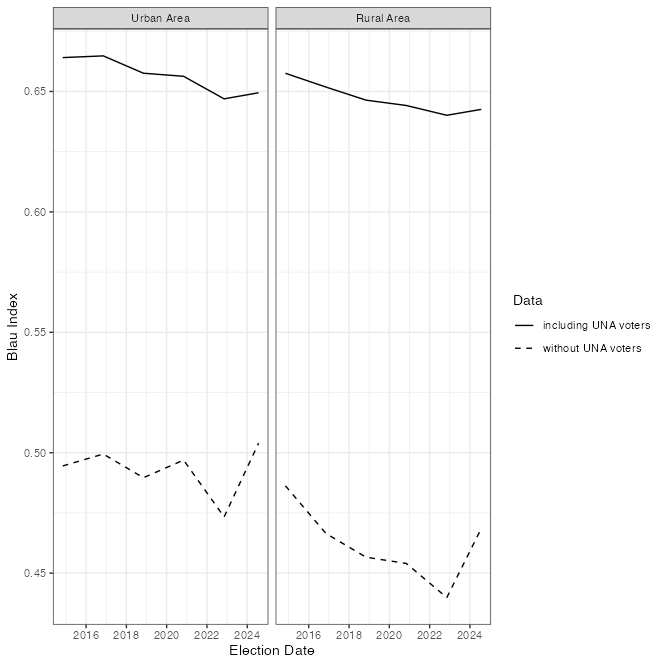 Urban Area
Rural Area
Blau Index
0.65
0.60
0.55
0.50
0.45
2016 2018 2020 2022 2024
2016 2018 2020 2022 2024
Election Date
Data
including UNA voters
without UNA voters